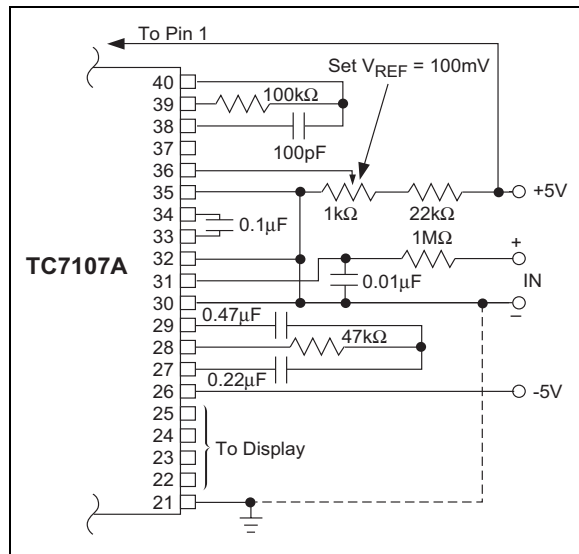 To Pin 1
Set VREF = 100mV
40
39
100kΩ
38
100pF
37
36
35
+5V
1kΩ
22kΩ
34
0.1µF
33
TC7107A
32
1MΩ
+
31
0.01µF
IN
30
–
29
0.47µF
28
47kΩ
27
0.22µF
26
-5V
25
24
To Display
23
22
21